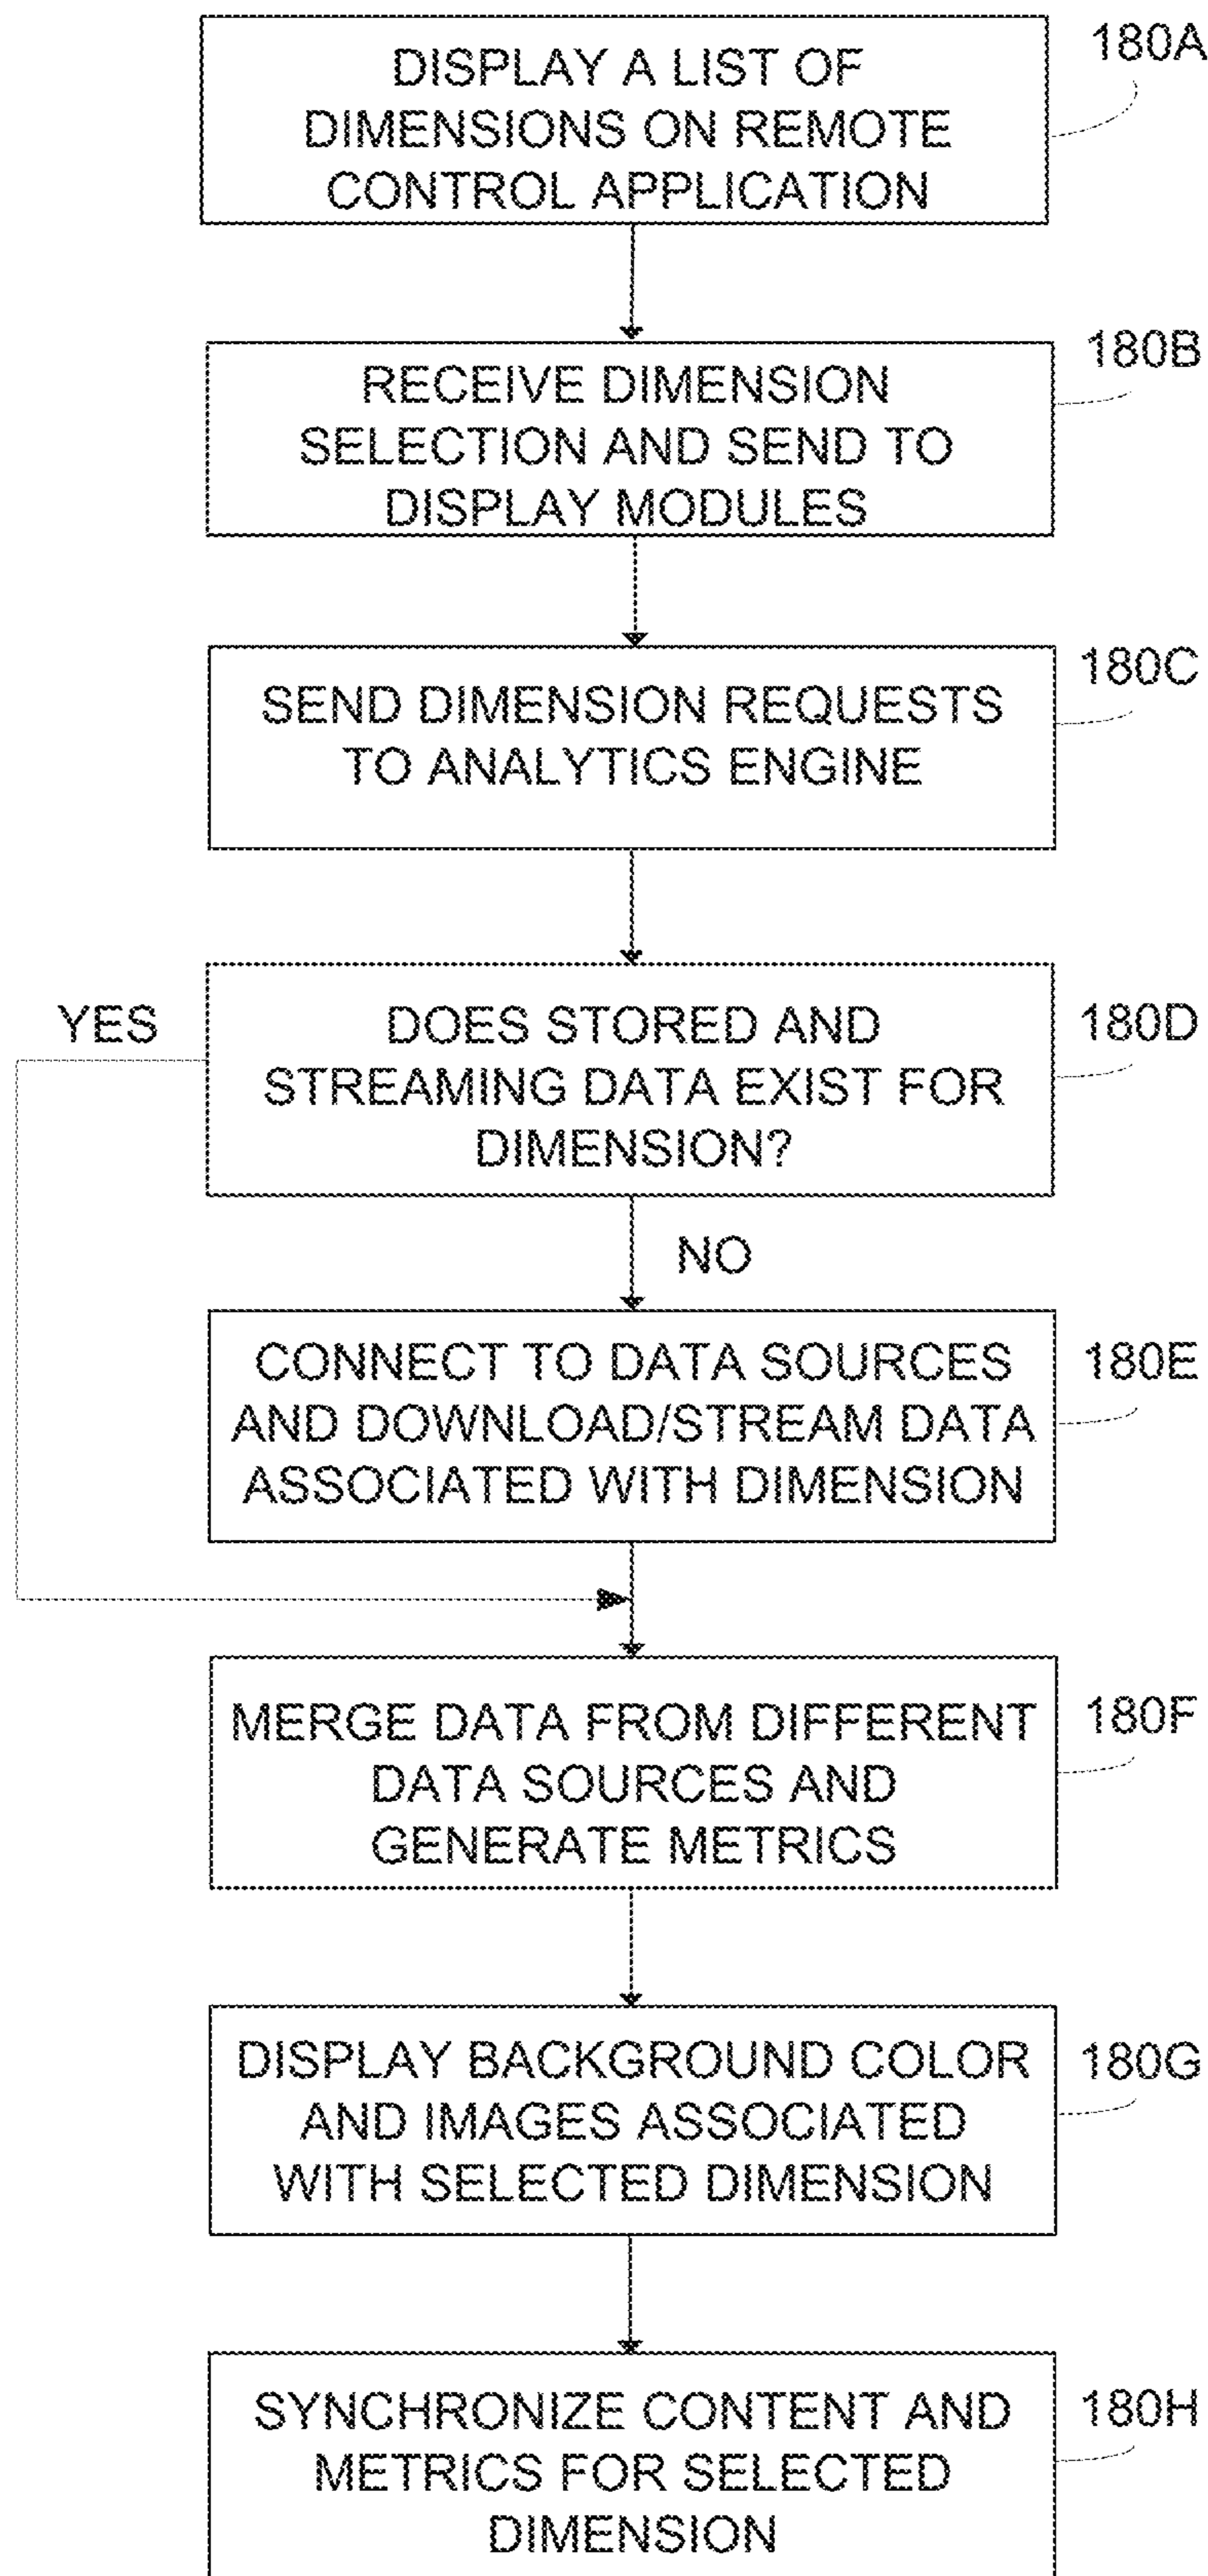 DISPLAY A LIST OF
DIMENSIONS ON REMOTE
CONTROL APPLICATION
180A
RECEIVE DIMENSION
SELECTION AND SEND TO
DISPLAY MODULES
180B
SEND DIMENSION REQUESTS
TO ANALYTICS ENGINE
180C
YES
DOES STORED AND
STREAMING DATA EXIST FOR
DIMENSION?
180D
NO
CONNECT TO DATA SOURCES
AND DOWNLOAD/STREAM DATA
ASSOCIATED WITH DIMENSION
180E
MERGE DATA FROM DIFFERENT
DATA SOURCES AND
GENERATE METRICS
180F
DISPLAY BACKGROUND COLOR
AND IMAGES ASSOCIATED
WITH SELECTED DIMENSION
180G
SYNCHRONIZE CONTENT AND
METRICS FOR SELECTED
DIMENSION
180H